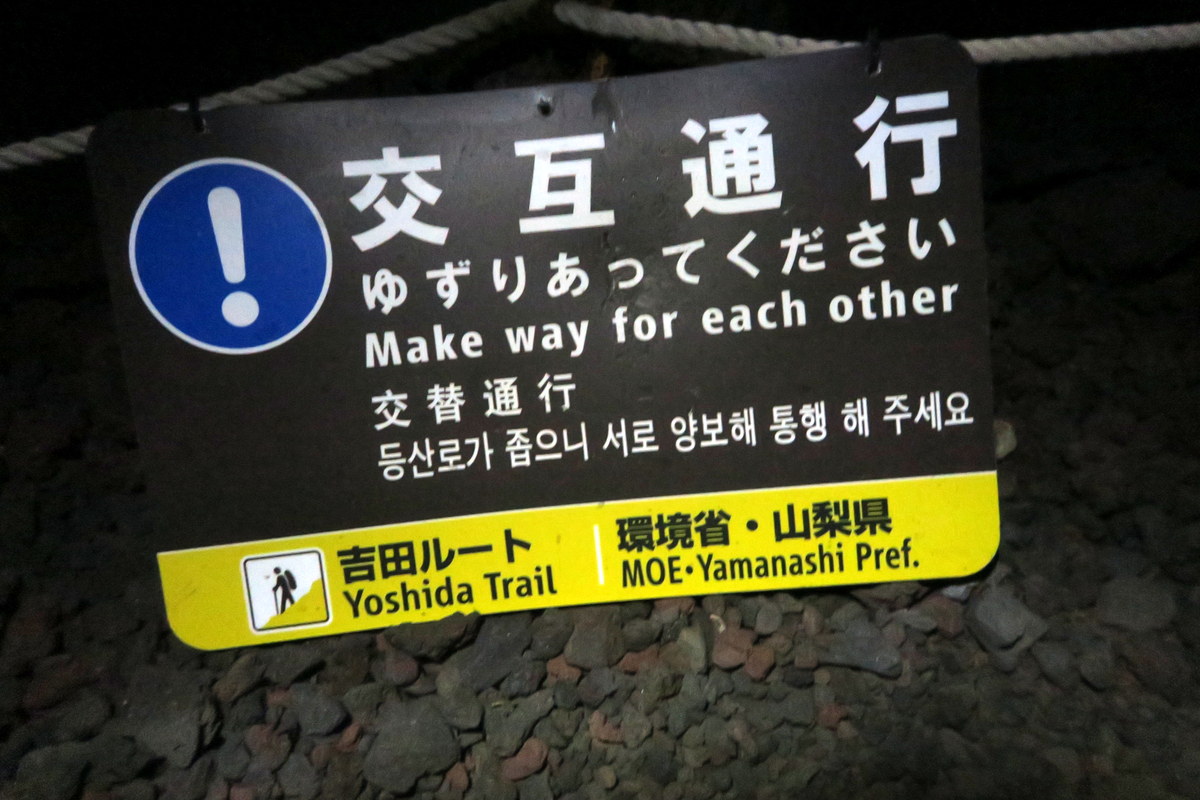 交互通行
ゆずりあってください
Make way for each other
交替通行
등산로가 좁으니 서로 양보해 통행 해 주세요
吉田ルート
Yoshida Trail
環境省・山梨県
MOE・Yamanashi Pref.